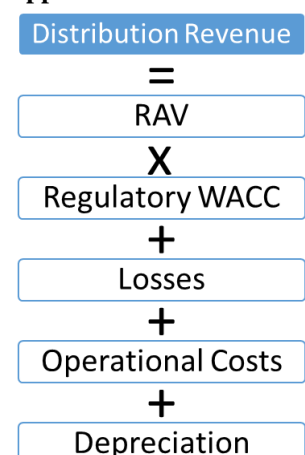 Distribution Revenue
=
RAV
X
Regulatory WACC
+
Losses
+
Operational Costs
+
Depreciation